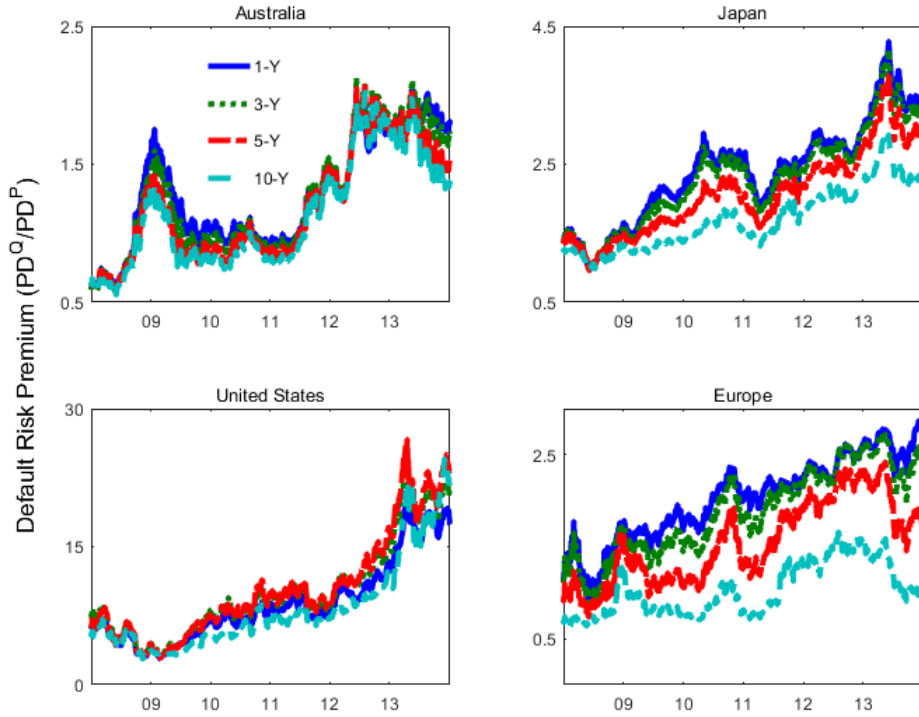 Default Risk Premium (PD^Q/PD^P)
Australia
2.5
1.5
0.5
1-Y
3-Y
5-Y
10-Y
09 10 11 12 13
Japan
4.5
2.5
0.5
09 10 11 12 13
United States
30
15
0
09 10 11 12 13
Europe
2.5
0.5
09 10 11 12 13